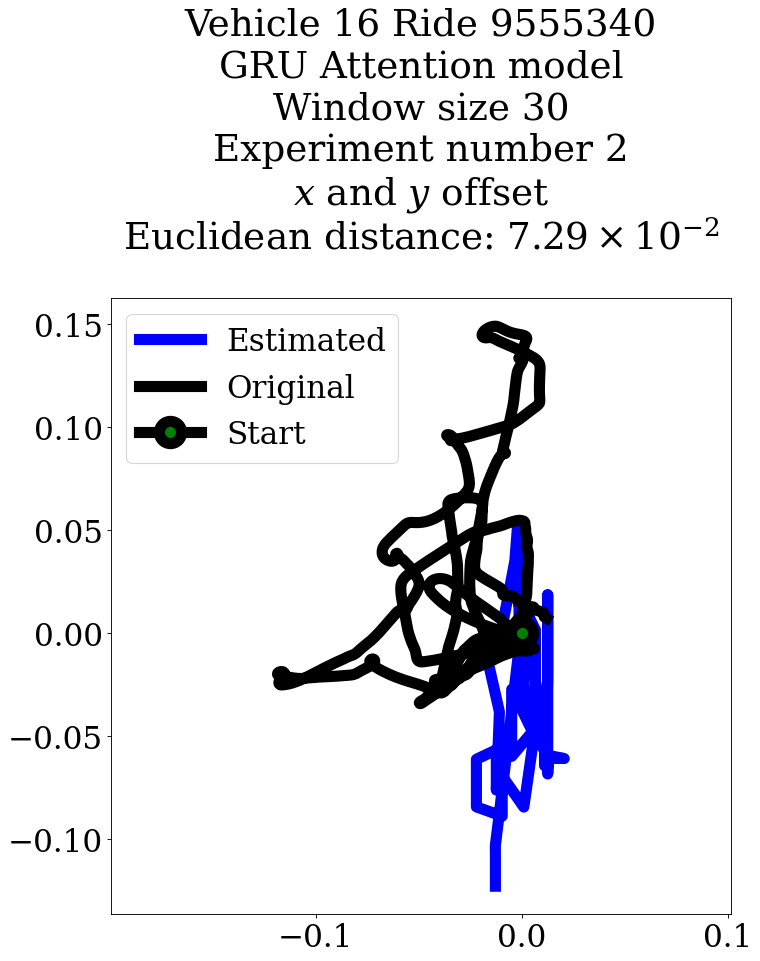 Vehicle 16 Ride 9555340
GRU Attention model
Window size 30
Experiment number 2
x and y offset
Euclidean distance: 7.29 × 10⁻²
Estimated
Original
Start
0.15
0.10
0.05
0.00
−0.05
−0.10
−0.1 0.0 0.1